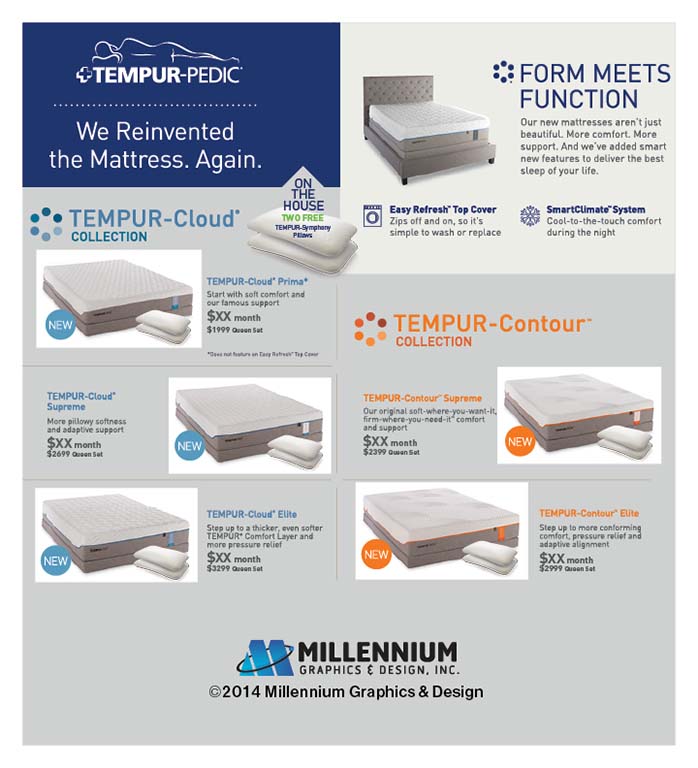 TEMPUR-PEDIC®
We Reinvented
the Mattress. Again.
FORM MEETS
FUNCTION
Our new mattresses aren't just
beautiful. More comfort. More
support. And we've added smart
new features to deliver the best
sleep of your life.
ON
THE
HOUSE
TWO FREE
TEMPUR-Symphony
Pillows
Easy Refresh™ Top Cover
Zips off and on, so it's
simple to wash or replace
SmartClimate™ System
Cool-to-the-touch comfort
during the night
TEMPUR-Cloud®
COLLECTION
TEMPUR-Cloud® Prima*
Start with soft comfort and
our famous support
$XX month
$1999 Queen Set
NEW
*Does not feature an Easy Refresh™ Top Cover
TEMPUR-Cloud®
Supreme
More pillowy softness
and adaptive support
$XX month
$2699 Queen Set
NEW
TEMPUR-Cloud® Elite
Step up to a thicker, even softer
TEMPUR® Comfort Layer and
more pressure relief
$XX month
$3299 Queen Set
NEW
TEMPUR-Contour™
COLLECTION
TEMPUR-Contour™ Supreme
Our original soft-where-you-want-it,
firm-where-you-need-it™ comfort
and support
$XX month
$2399 Queen Set
NEW
TEMPUR-Contour™ Elite
Step up to more conforming
comfort, pressure relief and
adaptive alignment
$XX month
$2999 Queen Set
NEW
MILLENNIUM
GRAPHICS & DESIGN, INC.
©2014 Millennium Graphics & Design